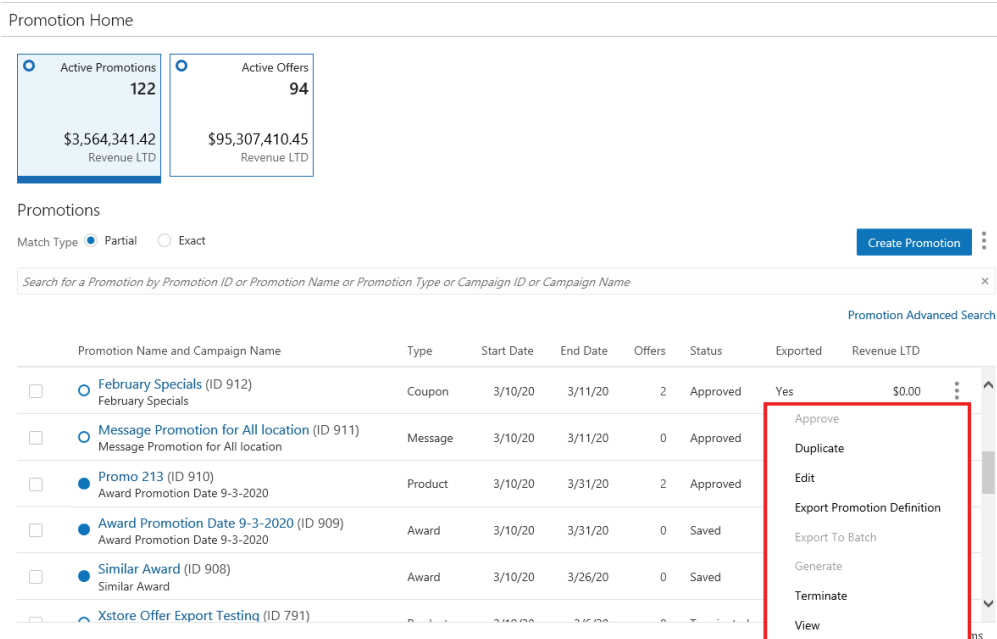 Promotion Home
Active Promotions
122
$3,564,341.42
Revenue LTD
Active Offers
94
$95,307,410.45
Revenue LTD
Promotions
Match Type Partial Exact
Create Promotion
Search for a Promotion by Promotion ID or Promotion Name or Promotion Type or Campaign ID or Campaign Name ×
Promotion Advanced Search
Promotion Name and Campaign Name Type Start Date End Date Offers Status Exported Revenue LTD
February Specials (ID 912)
February Specials
Coupon 3/10/20 3/11/20 2 Approved Yes $0.00
Message Promotion for All location (ID 911)
Message Promotion for All location
Message 3/10/20 3/11/20 0 Approved
Promo 213 (ID 910)
Award Promotion Date 9-3-2020
Product 3/10/20 3/31/20 2 Approved
Award Promotion Date 9-3-2020 (ID 909)
Award Promotion Date 9-3-2020
Award 3/10/20 3/31/20 0 Saved
Similar Award (ID 908)
Similar Award
Award 3/10/20 3/26/20 0 Saved
Xstore Offer Export Testing (ID 791)
Approve
Duplicate
Edit
Export Promotion Definition
Export To Batch
Generate
Terminate
View